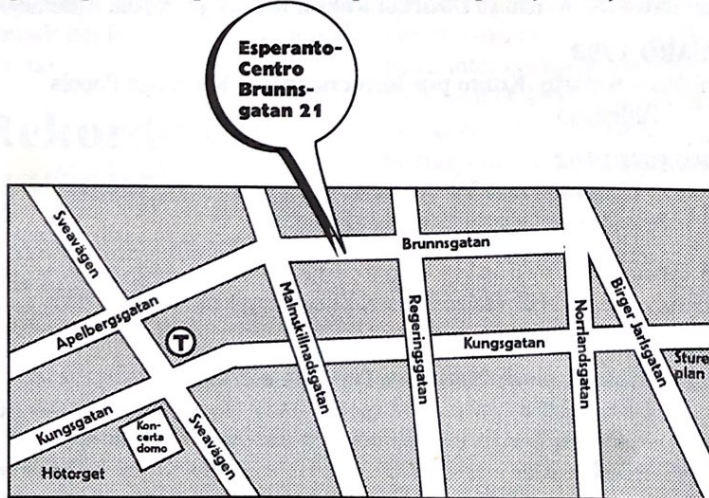 Esperanto-
Centro
Brunns-
gatan 21
Sveavägen
Brunnsgatan
Apelbergsgatan
T
Malmskillnadsgatan
Regeringsgatan
Norrlandsgatan
Birger Jarlsgatan
Kungsgatan
Sture
plan
Kungsgatan
Kon-
certa
domo
Sveavägen
Hötorget